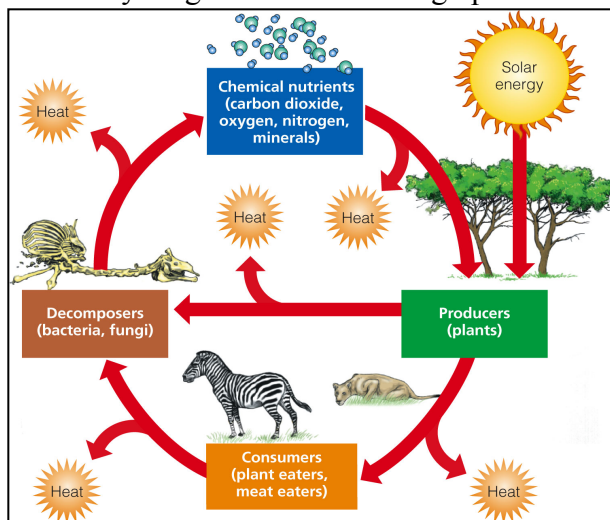 Chemical nutrients
(carbon dioxide,
oxygen, nitrogen,
minerals)
Solar
energy
Heat
Heat
Heat
Decomposers
(bacteria, fungi)
Producers
(plants)
Consumers
(plant eaters,
meat eaters)
Heat
Heat